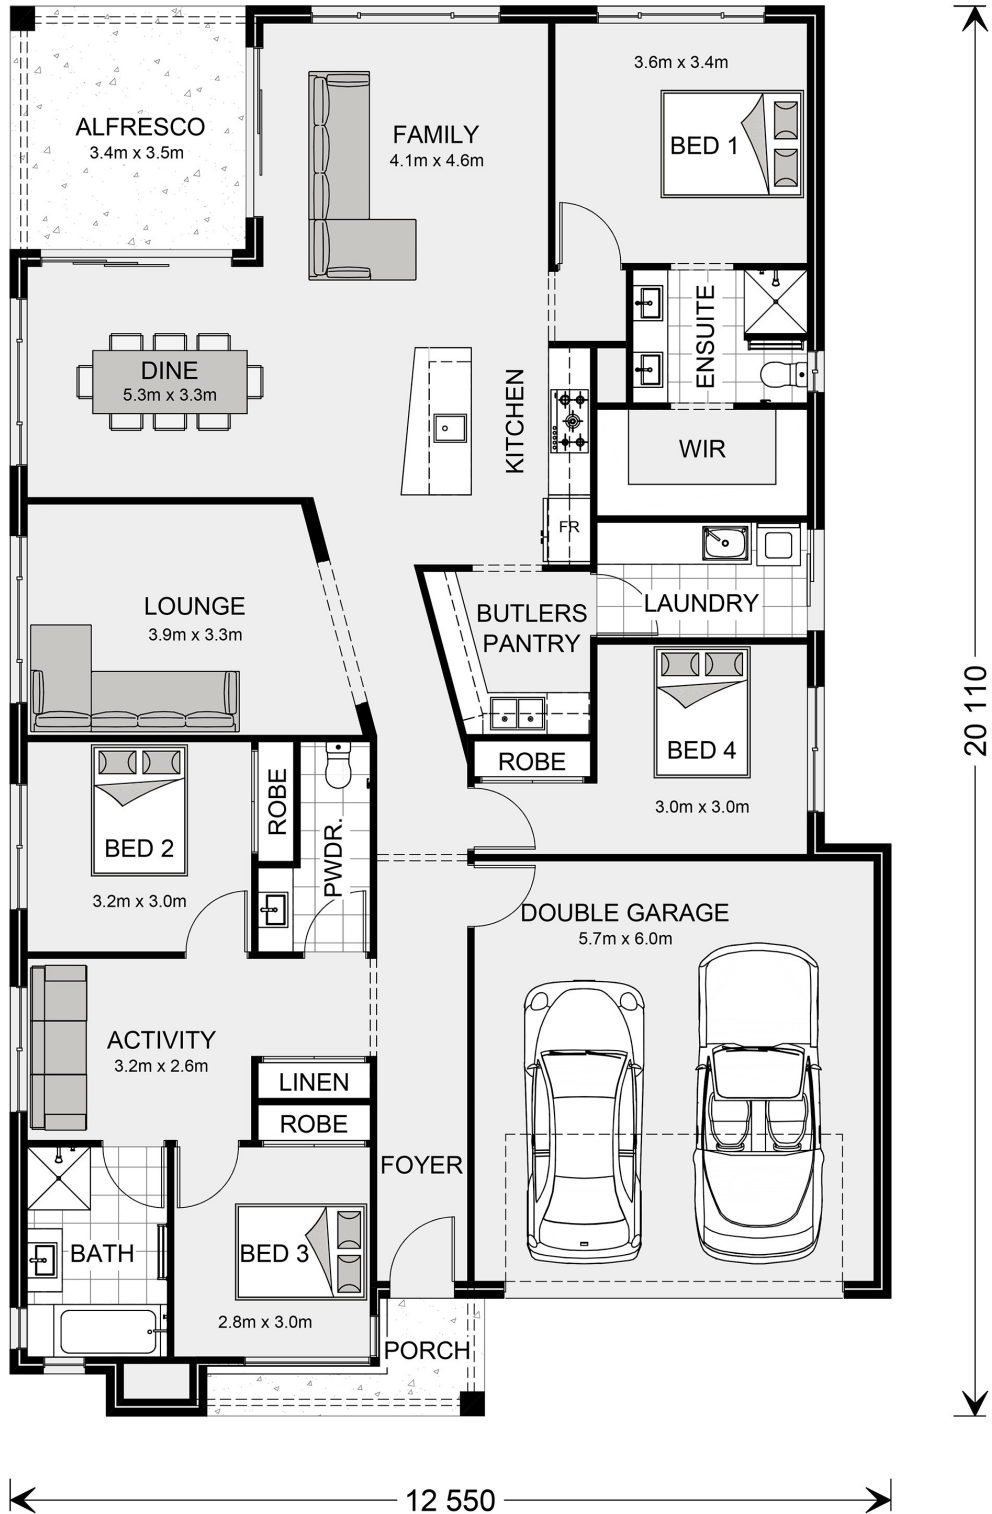 ALFRESCO
3.4m x 3.5m
FAMILY
4.1m x 4.6m
3.6m x 3.4m
BED 1
ENSUITE
DINE
5.3m x 3.3m
KITCHEN
WIR
FR
LOUNGE
3.9m x 3.3m
BUTLERS
PANTRY
LAUNDRY
ROBE
BED 4
3.0m x 3.0m
BED 2
3.2m x 3.0m
ROBE
PWDR.
DOUBLE GARAGE
5.7m x 6.0m
ACTIVITY
3.2m x 2.6m
LINEN
ROBE
FOYER
BATH
BED 3
2.8m x 3.0m
PORCH
20 110
12 550